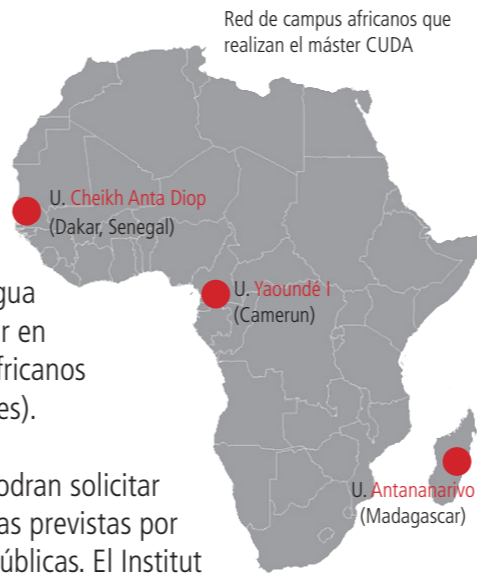 Red de campus africanos que
realizan el máster CUDA
U. Cheikh Anta Diop
(Dakar, Senegal)
gua
U. Yaoundé I
r en
(Camerun)
fricanos
es).
odran solicitar
U. Antananarivo
as previstas por
(Madagascar)
úblicas. El Institut